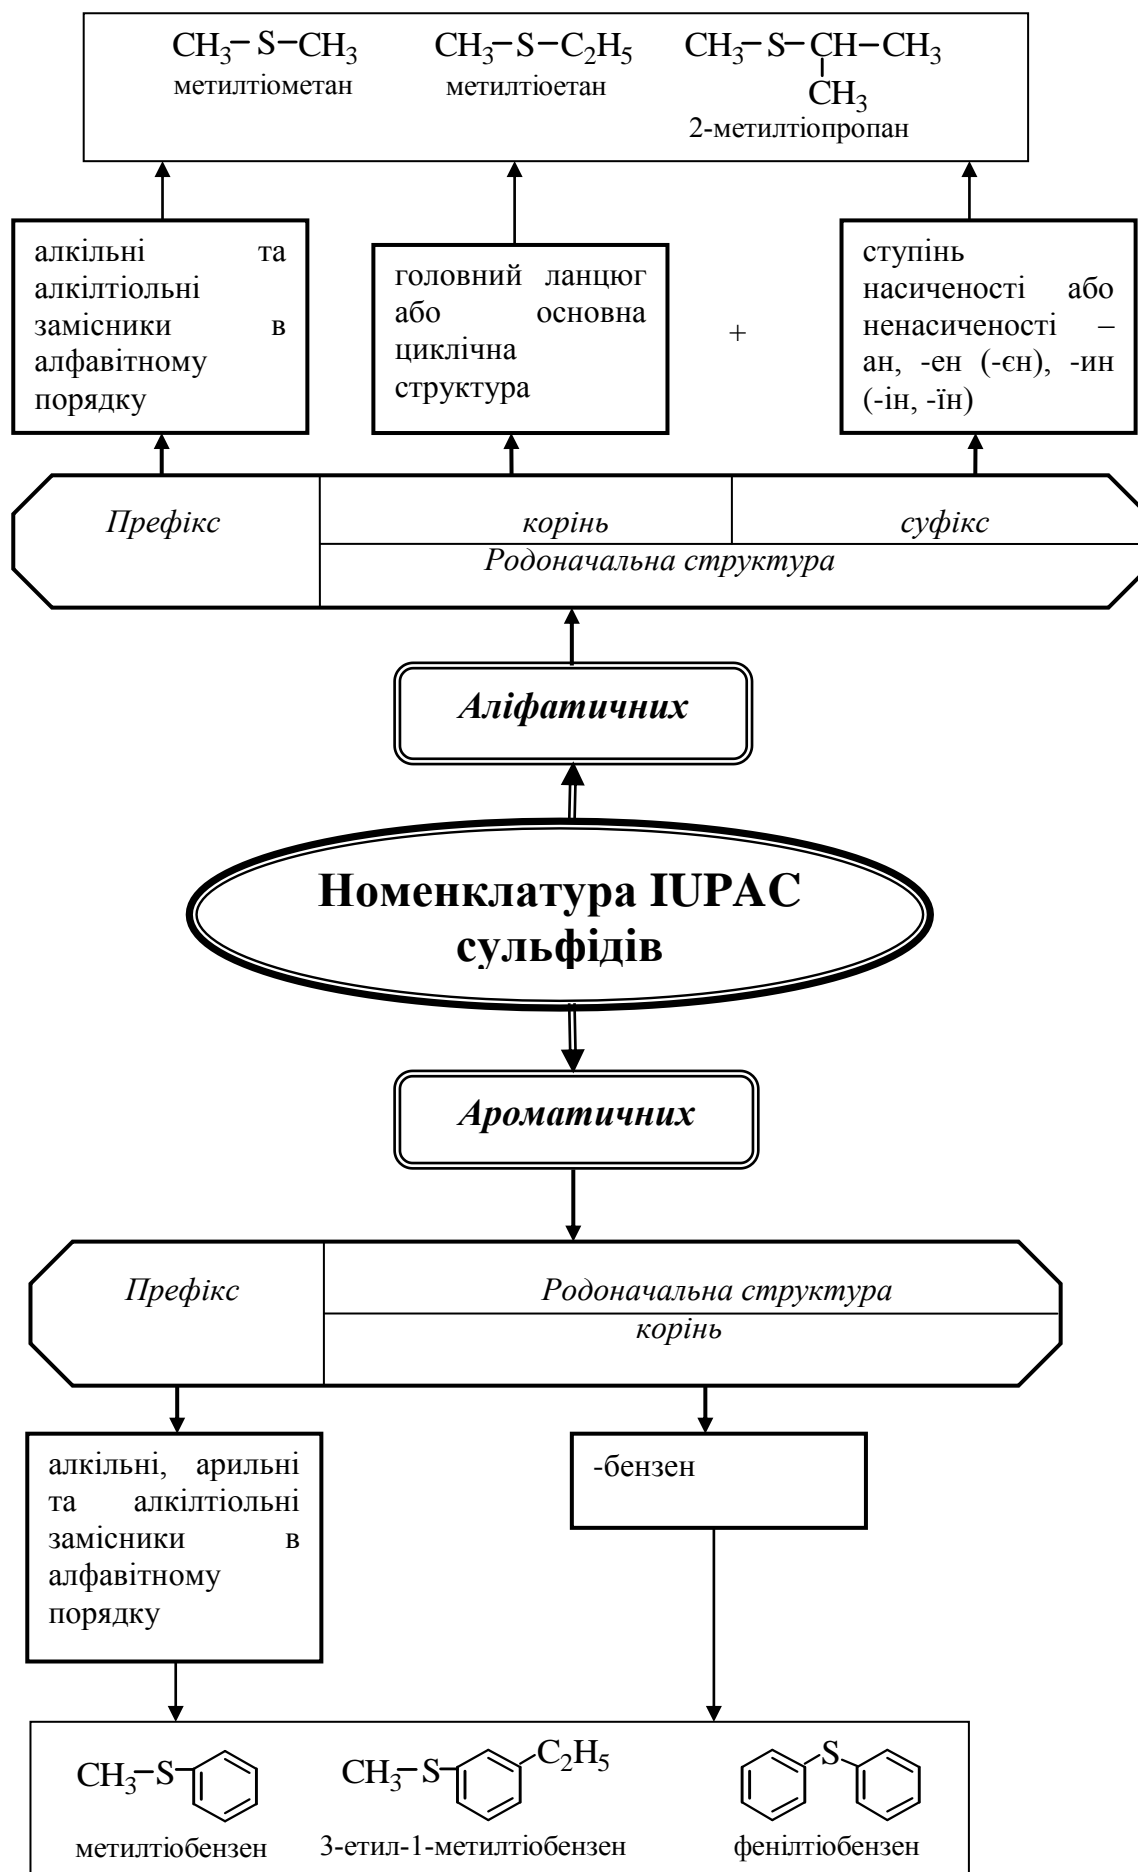 CH3–S–CH3
метилтіометан
CH3–S–C2H5
метилтіоетан
CH3–S–CH–CH3
CH3
2-метилтіопропан
алкільні та
алкілтіольні
замісники в
алфавітному
порядку
головний ланцюг
або основна
циклічна
структура
+
ступінь
насиченості або
ненасиченості –
ан, -ен (-єн), -ин
(-ін, -їн)
Префікс
корінь
суфікс
Родоначальна структура
Аліфатичних
Номенклатура IUPAC
сульфідів
Ароматичних
Префікс
Родоначальна структура
корінь
алкільні, арильні
та алкілтіольні
замісники в
алфавітному
порядку
-бензен
CH3–S
метилтіобензен
CH3–S
C2H5
3-етил-1-метилтіобензен
S
фенілтіобензен